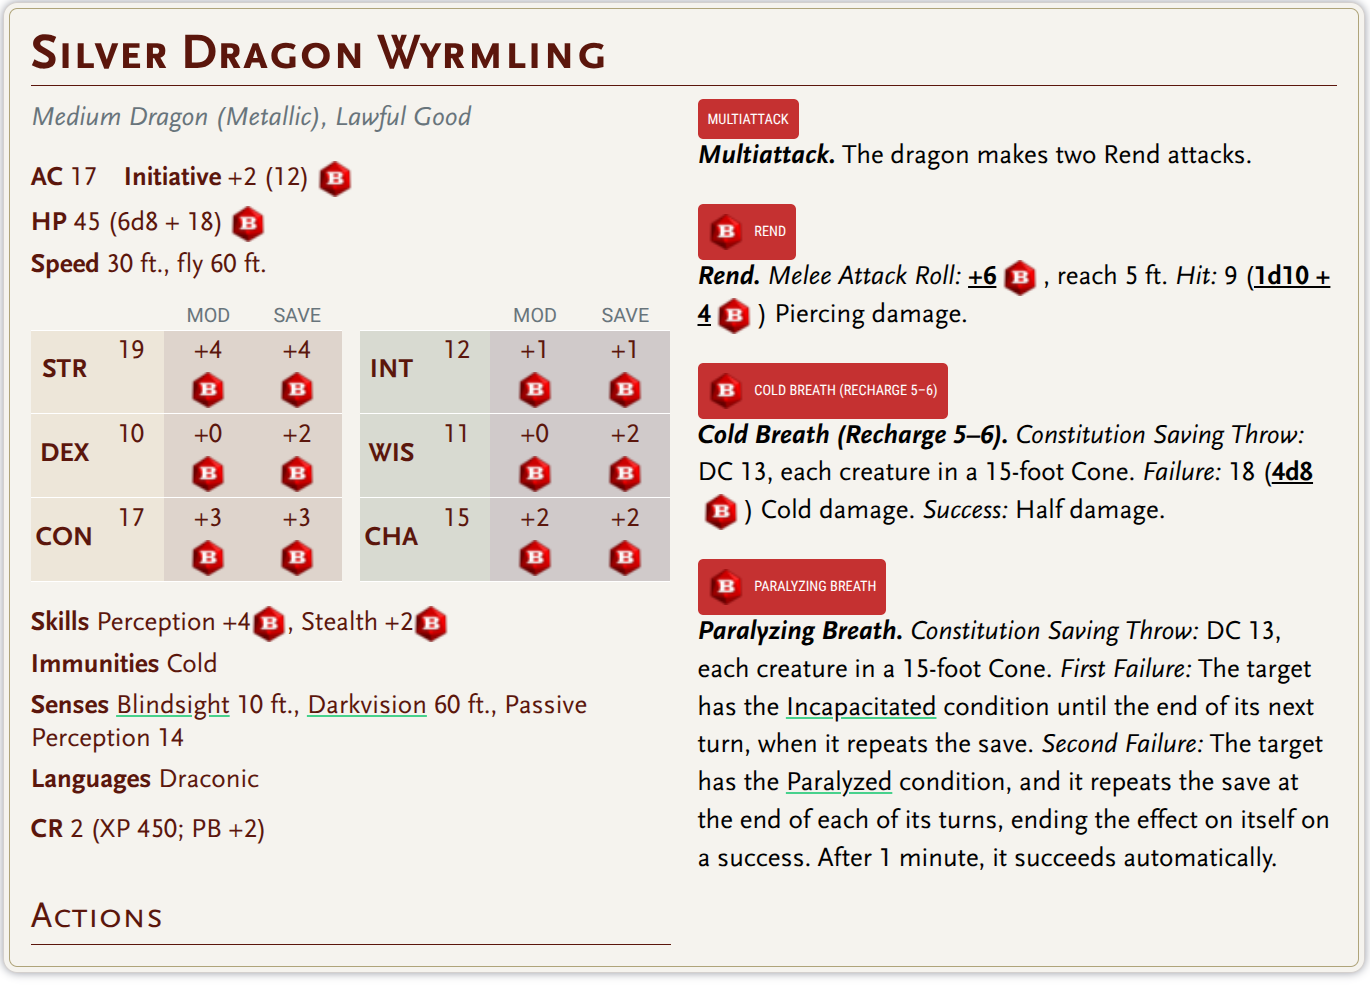 Silver Dragon Wyrmling
Medium Dragon (Metallic), Lawful Good
AC 17 Initiative +2 (12) B
HP 45 (6d8 + 18) B
Speed 30 ft., fly 60 ft.
MOD SAVE MOD SAVE
STR 19 +4 +4 INT 12 +1 +1
B B B B
DEX 10 +0 +2 WIS 11 +0 +2
B B B B
CON 17 +3 +3 CHA 15 +2 +2
B B B B
Skills Perception +4 B, Stealth +2 B
Immunities Cold
Senses Blindsight 10 ft., Darkvision 60 ft., Passive
Perception 14
Languages Draconic
CR 2 (XP 450; PB +2)
Actions
MULTIATTACK
Multiattack. The dragon makes two Rend attacks.
B REND
Rend. Melee Attack Roll: +6 B , reach 5 ft. Hit: 9 (1d10 +
4 B ) Piercing damage.
B COLD BREATH (RECHARGE 5–6)
Cold Breath (Recharge 5–6). Constitution Saving Throw:
DC 13, each creature in a 15-foot Cone. Failure: 18 (4d8
B ) Cold damage. Success: Half damage.
B PARALYZING BREATH
Paralyzing Breath. Constitution Saving Throw: DC 13,
each creature in a 15-foot Cone. First Failure: The target
has the Incapacitated condition until the end of its next
turn, when it repeats the save. Second Failure: The target
has the Paralyzed condition, and it repeats the save at
the end of each of its turns, ending the effect on itself on
a success. After 1 minute, it succeeds automatically.